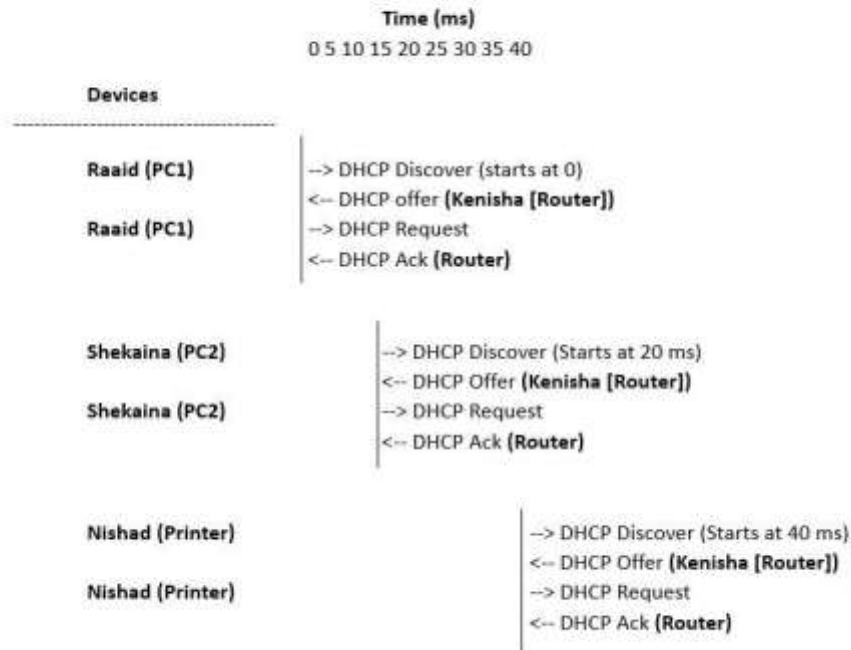 Time (ms)
0 5 10 15 20 25 30 35 40
Devices
Raaid (PC1) --> DHCP Discover (starts at 0)
<-- DHCP offer (Kenisha [Router])
Raaid (PC1) --> DHCP Request
<-- DHCP Ack (Router)
Shekaina (PC2) --> DHCP Discover (Starts at 20 ms)
<-- DHCP Offer (Kenisha [Router])
Shekaina (PC2) --> DHCP Request
<-- DHCP Ack (Router)
Nishad (Printer) --> DHCP Discover (Starts at 40 ms)
<-- DHCP Offer (Kenisha [Router])
Nishad (Printer) --> DHCP Request
<-- DHCP Ack (Router)